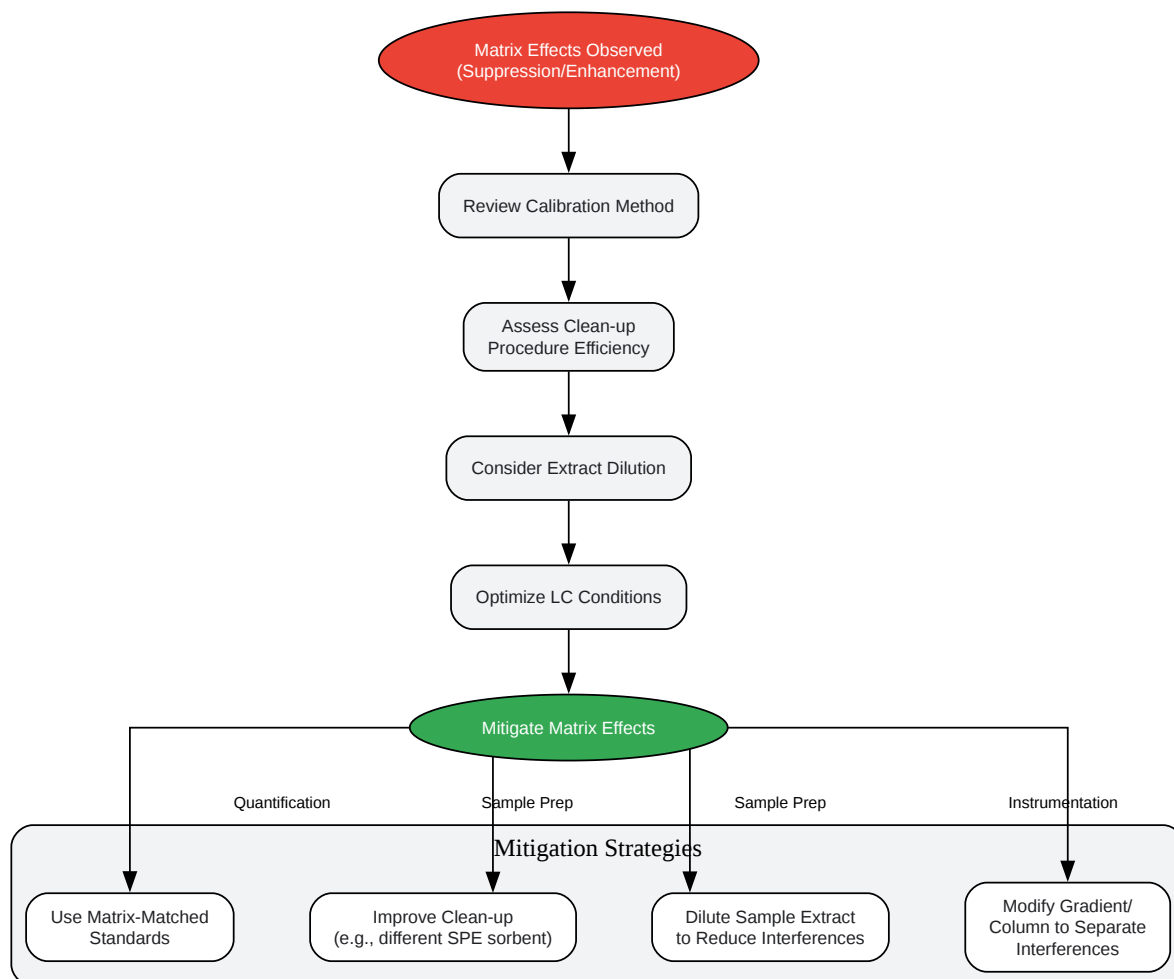 Matrix Effects Observed
(Suppression/Enhancement)
Review Calibration Method
Assess Clean-up
Procedure Efficiency
Consider Extract Dilution
Optimize LC Conditions
Mitigate Matrix Effects
Quantification
Sample Prep
Sample Prep
Instrumentation
Mitigation Strategies
Use Matrix-Matched
Standards
Improve Clean-up
(e.g., different SPE sorbent)
Dilute Sample Extract
to Reduce Interferences
Modify Gradient/
Column to Separate
Interferences